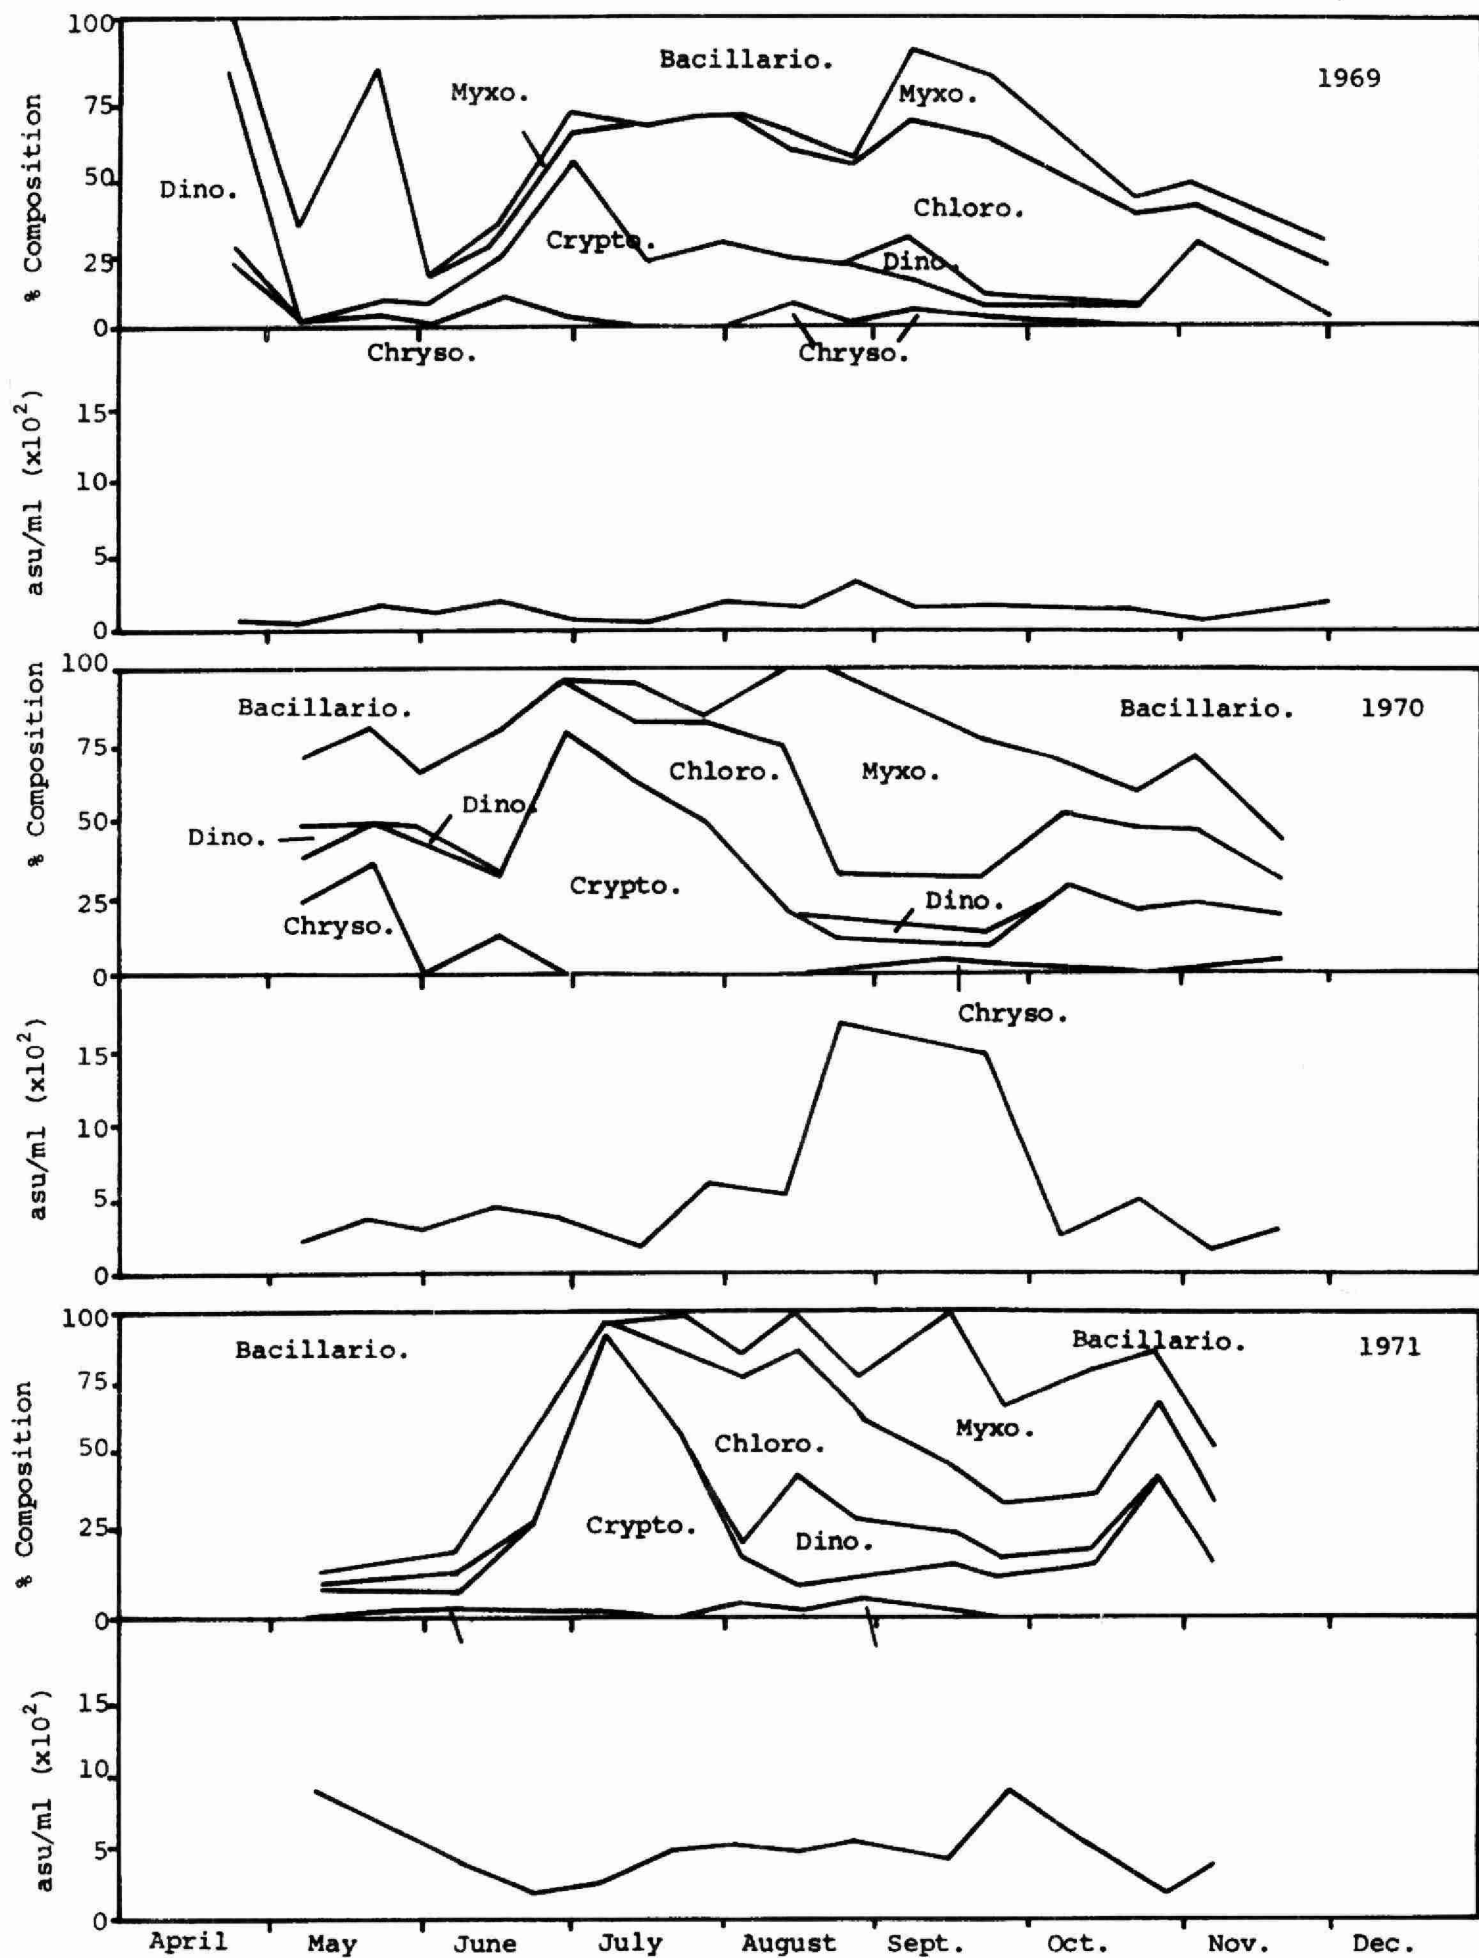 100
Bacillario.
1969
Myxo.
Myxo.
75
% Composition
50
Dino.
Chloro.
Crypto.
25
Dino.
0
Chryso.
Chryso.
asu/ml (x10²)
15
10
5
0
100
Bacillario.
Bacillario.
1970
% Composition
75
Chloro.
Myxo.
Dino.
50
Dino.
Crypto.
25
Dino.
Chryso.
0
Chryso.
asu/ml (x10²)
15
10
5
0
100
Bacillario.
Bacillario.
1971
75
% Composition
50
Chloro.
Myxo.
25
Crypto.
Dino.
0
asu/ml (x10²)
15
10
5
0
April May June July August Sept. Oct. Nov. Dec.